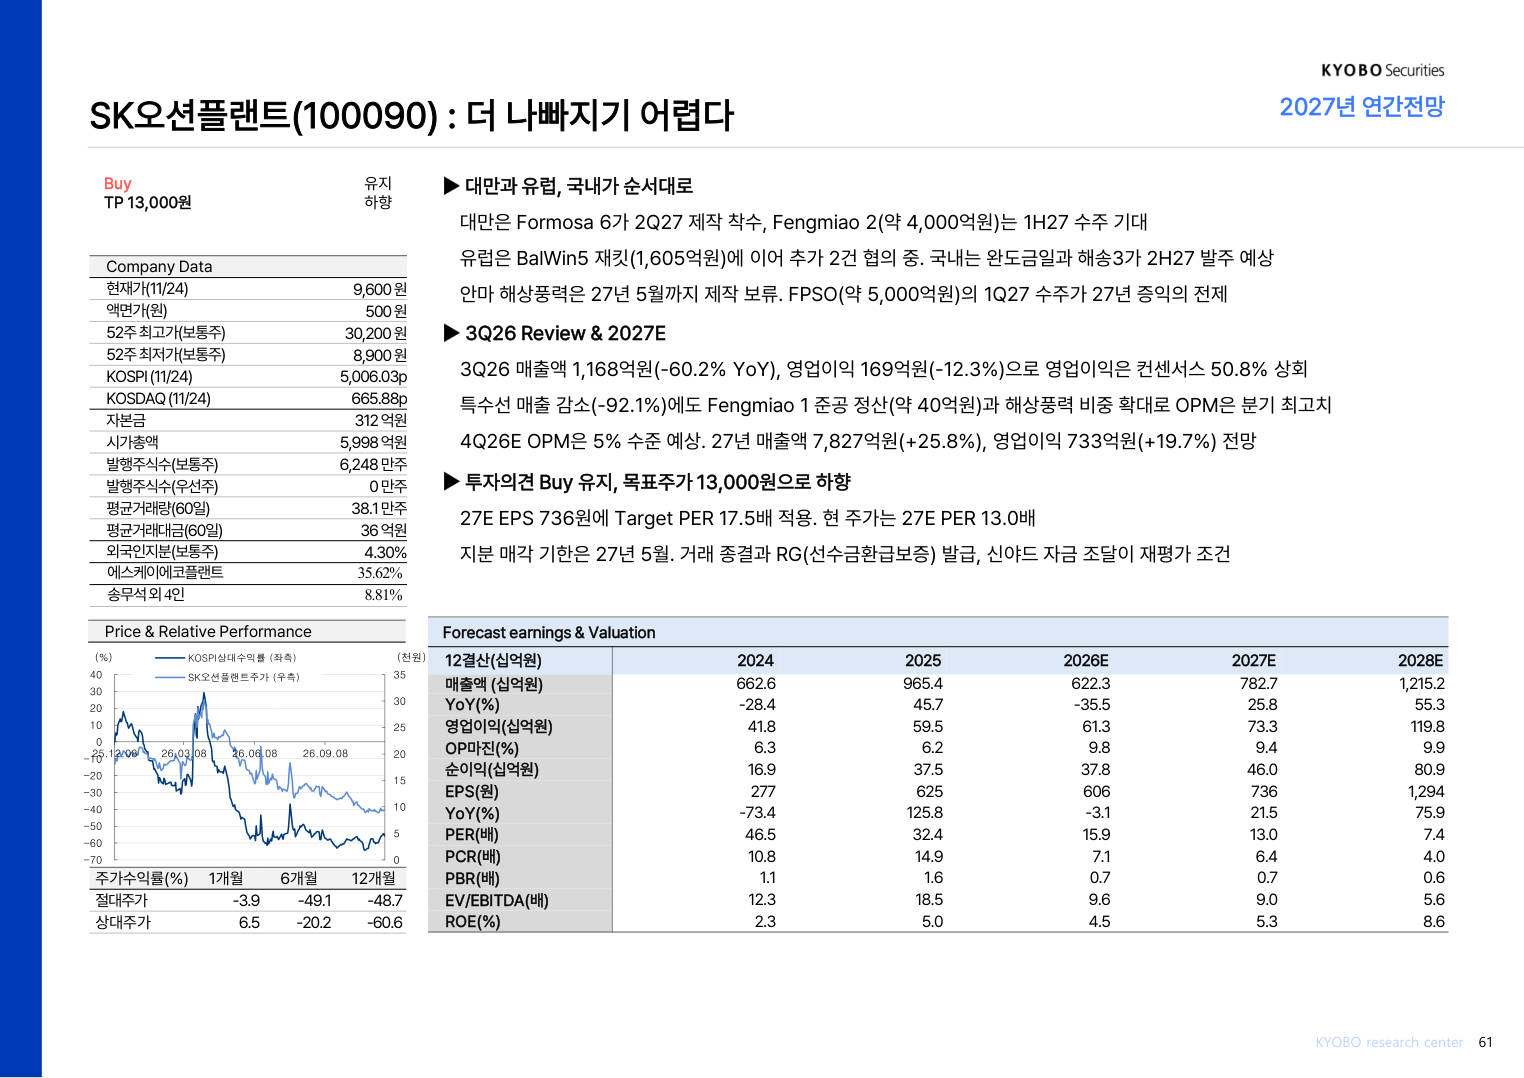 KYOBO Securities
SK오션플랜트(100090) : 더 나빠지기 어렵다
2027년 연간전망
Buy 유지
TP 13,000원 하향
Company Data
현재가(11/24) 9,600 원
액면가(원) 500 원
52주 최고가(보통주) 30,200 원
52주 최저가(보통주) 8,900 원
KOSPI (11/24) 5,006.03p
KOSDAQ (11/24) 665.88p
자본금 312 억원
시가총액 5,998 억원
발행주식수(보통주) 6,248 만주
발행주식수(우선주) 0 만주
평균거래량(60일) 38.1 만주
평균거래대금(60일) 36 억원
외국인지분(보통주) 4.30%
에스케이에코플랜트 35.62%
송무석 외 4인 8.81%
Price & Relative Performance
(%) KOSPI상대수익률 (좌측) (천원)
SK오션플랜트주가 (우측)
40 35
30 30
20 25
10
0 20
25.12.08 26.03.08 26.06.08 26.09.08
-10
-20 15
-30
-40 10
-50 5
-60
-70 0
주가수익률(%) 1개월 6개월 12개월
절대주가 -3.9 -49.1 -48.7
상대주가 6.5 -20.2 -60.6
▶ 대만과 유럽, 국내가 순서대로
대만은 Formosa 6가 2Q27 제작 착수, Fengmiao 2(약 4,000억원)는 1H27 수주 기대
유럽은 BalWin5 재킷(1,605억원)에 이어 추가 2건 협의 중. 국내는 완도금일과 해송3가 2H27 발주 예상
안마 해상풍력은 27년 5월까지 제작 보류. FPSO(약 5,000억원)의 1Q27 수주가 27년 증익의 전제
▶ 3Q26 Review & 2027E
3Q26 매출액 1,168억원(-60.2% YoY), 영업이익 169억원(-12.3%)으로 영업이익은 컨센서스 50.8% 상회
특수선 매출 감소(-92.1%)에도 Fengmiao 1 준공 정산(약 40억원)과 해상풍력 비중 확대로 OPM은 분기 최고치
4Q26E OPM은 5% 수준 예상. 27년 매출액 7,827억원(+25.8%), 영업이익 733억원(+19.7%) 전망
▶ 투자의견 Buy 유지, 목표주가 13,000원으로 하향
27E EPS 736원에 Target PER 17.5배 적용. 현 주가는 27E PER 13.0배
지분 매각 기한은 27년 5월. 거래 종결과 RG(선수금환급보증) 발급, 신야드 자금 조달이 재평가 조건
Forecast earnings & Valuation
12결산(십억원) 2024 2025 2026E 2027E 2028E
매출액 (십억원) 662.6 965.4 622.3 782.7 1,215.2
YoY(%) -28.4 45.7 -35.5 25.8 55.3
영업이익(십억원) 41.8 59.5 61.3 73.3 119.8
OP마진(%) 6.3 6.2 9.8 9.4 9.9
순이익(십억원) 16.9 37.5 37.8 46.0 80.9
EPS(원) 277 625 606 736 1,294
YoY(%) -73.4 125.8 -3.1 21.5 75.9
PER(배) 46.5 32.4 15.9 13.0 7.4
PCR(배) 10.8 14.9 7.1 6.4 4.0
PBR(배) 1.1 1.6 0.7 0.7 0.6
EV/EBITDA(배) 12.3 18.5 9.6 9.0 5.6
ROE(%) 2.3 5.0 4.5 5.3 8.6
KYOBO research center 61